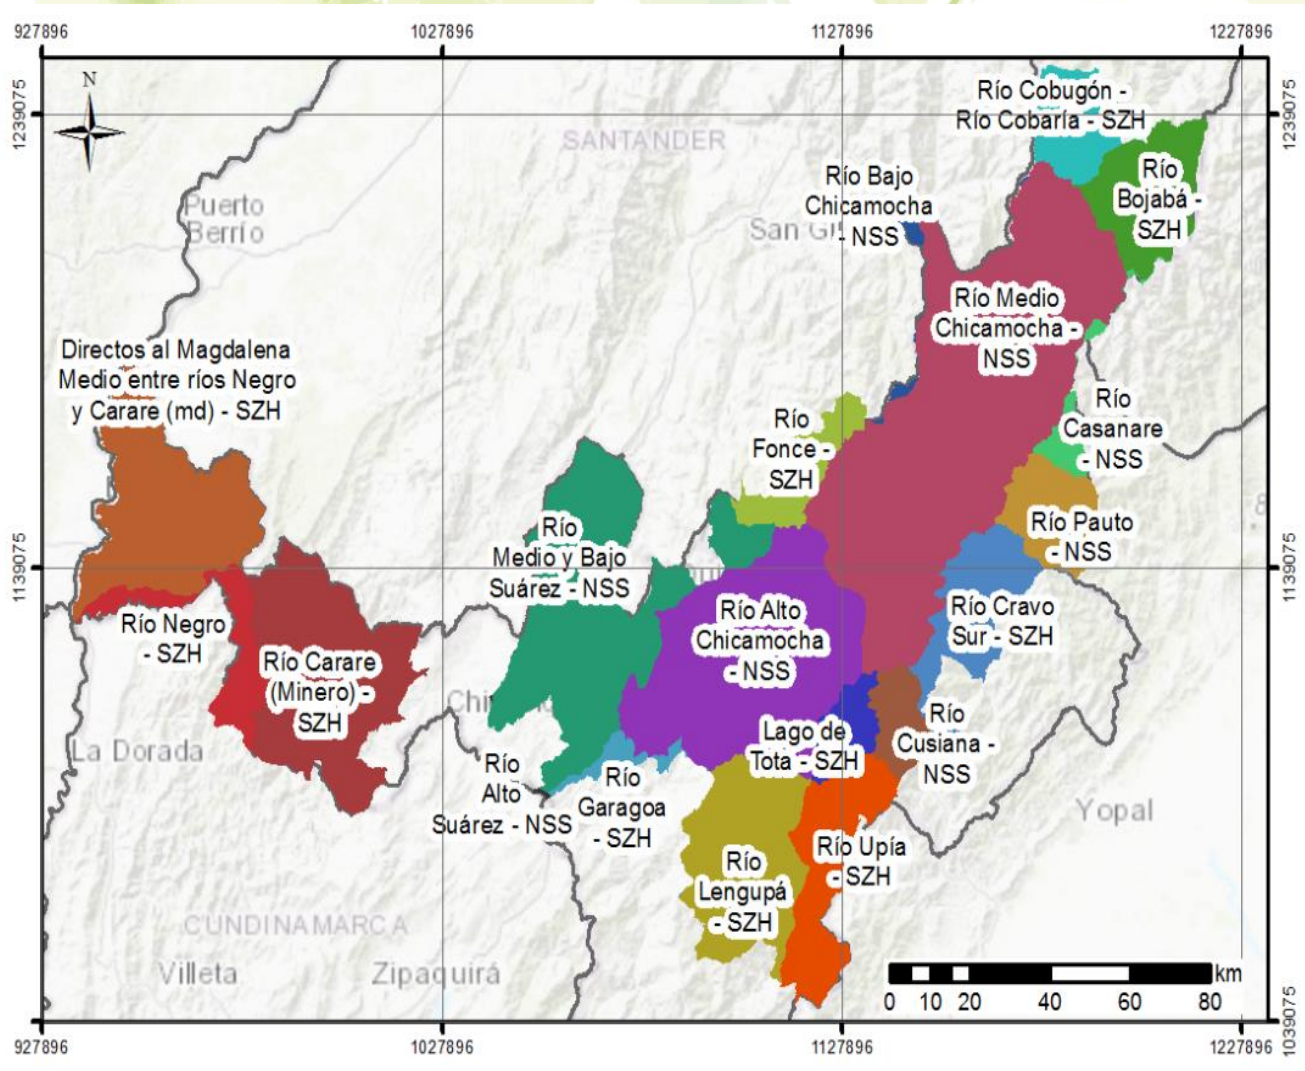 927896
1027896
1127896
1227896
N
1239075
1239075
SANTANDER
Río Cobugón -
Río Cobaría - SZH
Río
Bojabá -
SZH
Río Bajo
Chicamocha
- NSS
San Gi
Puerto
Berrío
Río Medio
Chicamocha -
NSS
Directos al Magdalena
Medio entre ríos Negro
y Carare (md) - SZH
Río
Fonce -
SZH
Río
Casanare
- NSS
Río Pauto
- NSS
Río
Medio y Bajo
Suárez - NSS
1139075
1139075
Río Alto
Chicamocha
- NSS
Río Cravo
Sur - SZH
Río Negro
- SZH
Río Carare
(Minero) -
SZH
Chi
La Dorada
Lago de
Tota - SZH
Río
Cusiana -
NSS
Río
Alto
Suárez - NSS
Río
Garagoa
- SZH
Yopal
Río Upía
- SZH
Río
Lengupá
- SZH
CUNDINAMARCA
Villeta
Zipaquirá
km
0 10 20 40 60 80
1039075
927896
1027896
1127896
1227896